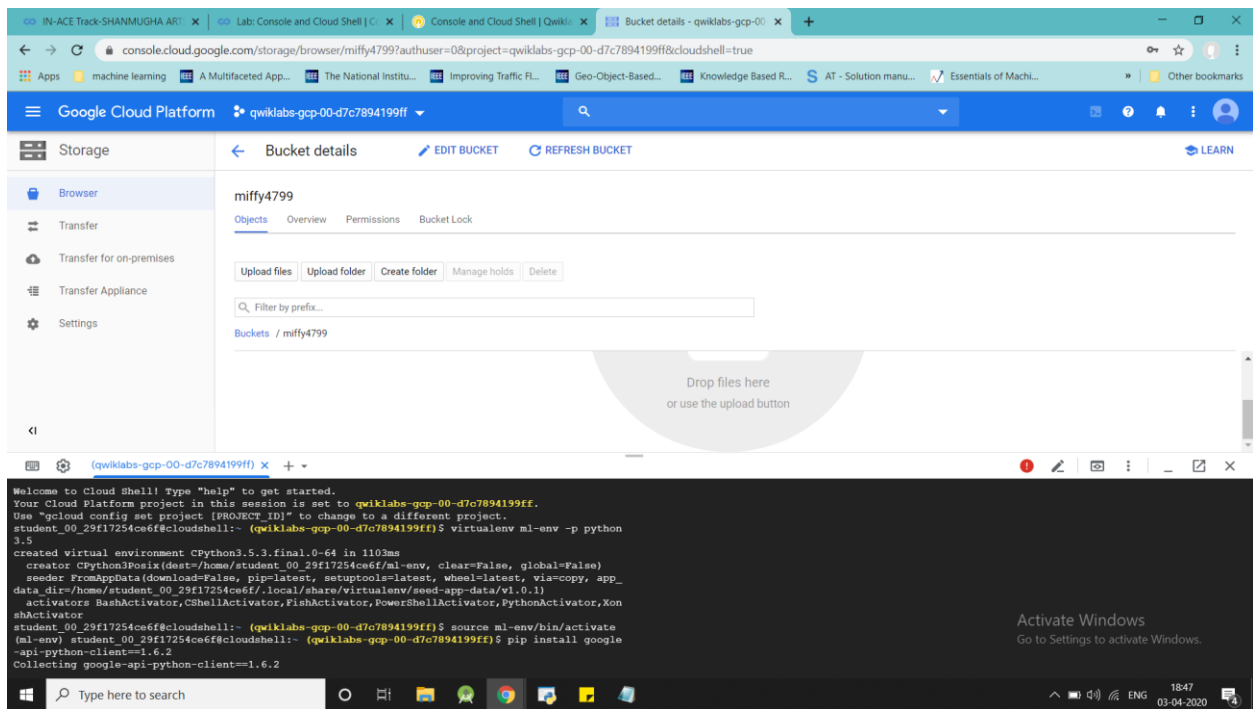 IN-ACE Track-SHANMUGHA ART
Lab: Console and Cloud Shell | C
Console and Cloud Shell | Qwikla
Bucket details - qwiklabs-gcp-00
console.cloud.google.com/storage/browser/miffy4799?authuser=0&project=qwiklabs-gcp-00-d7c7894199ff&cloudshell=true
Apps machine learning A Multifaceted App... The National Institu... Improving Traffic Fl... Geo-Object-Based... Knowledge Based R... AT - Solution manu... Essentials of Machi... » Other bookmarks
Google Cloud Platform qwiklabs-gcp-00-d7c7894199ff
Storage Bucket details EDIT BUCKET REFRESH BUCKET LEARN
Browser
Transfer
Transfer for on-premises
Transfer Appliance
Settings
miffy4799
Objects Overview Permissions Bucket Lock
Upload files Upload folder Create folder Manage holds Delete
Filter by prefix...
Buckets / miffy4799
Drop files here
or use the upload button
(qwiklabs-gcp-00-d7c7894199ff) × +
Welcome to Cloud Shell! Type "help" to get started.
Your Cloud Platform project in this session is set to qwiklabs-gcp-00-d7c7894199ff.
Use "gcloud config set project [PROJECT_ID]" to change to a different project.
student_00_29f17254ce6f@cloudshell:~ (qwiklabs-gcp-00-d7c7894199ff)$ virtualenv ml-env -p python
3.5
created virtual environment CPython3.5.3.final.0-64 in 1103ms
creator CPython3Posix(dest=/home/student_00_29f17254ce6f/ml-env, clear=False, global=False)
seeder FromAppData(download=False, pip=latest, setuptools=latest, wheel=latest, via=copy, app_
data_dir=/home/student_00_29f17254ce6f/.local/share/virtualenv/seed-app-data/v1.0.1)
activators BashActivator,CShellActivator,FishActivator,PowerShellActivator,PythonActivator,Xon
shActivator
student_00_29f17254ce6f@cloudshell:~ (qwiklabs-gcp-00-d7c7894199ff)$ source ml-env/bin/activate
(ml-env) student_00_29f17254ce6f@cloudshell:~ (qwiklabs-gcp-00-d7c7894199ff)$ pip install google
-api-python-client==1.6.2
Collecting google-api-python-client==1.6.2
Activate Windows
Go to Settings to activate Windows.
Type here to search
ENG
18:47
03-04-2020
4